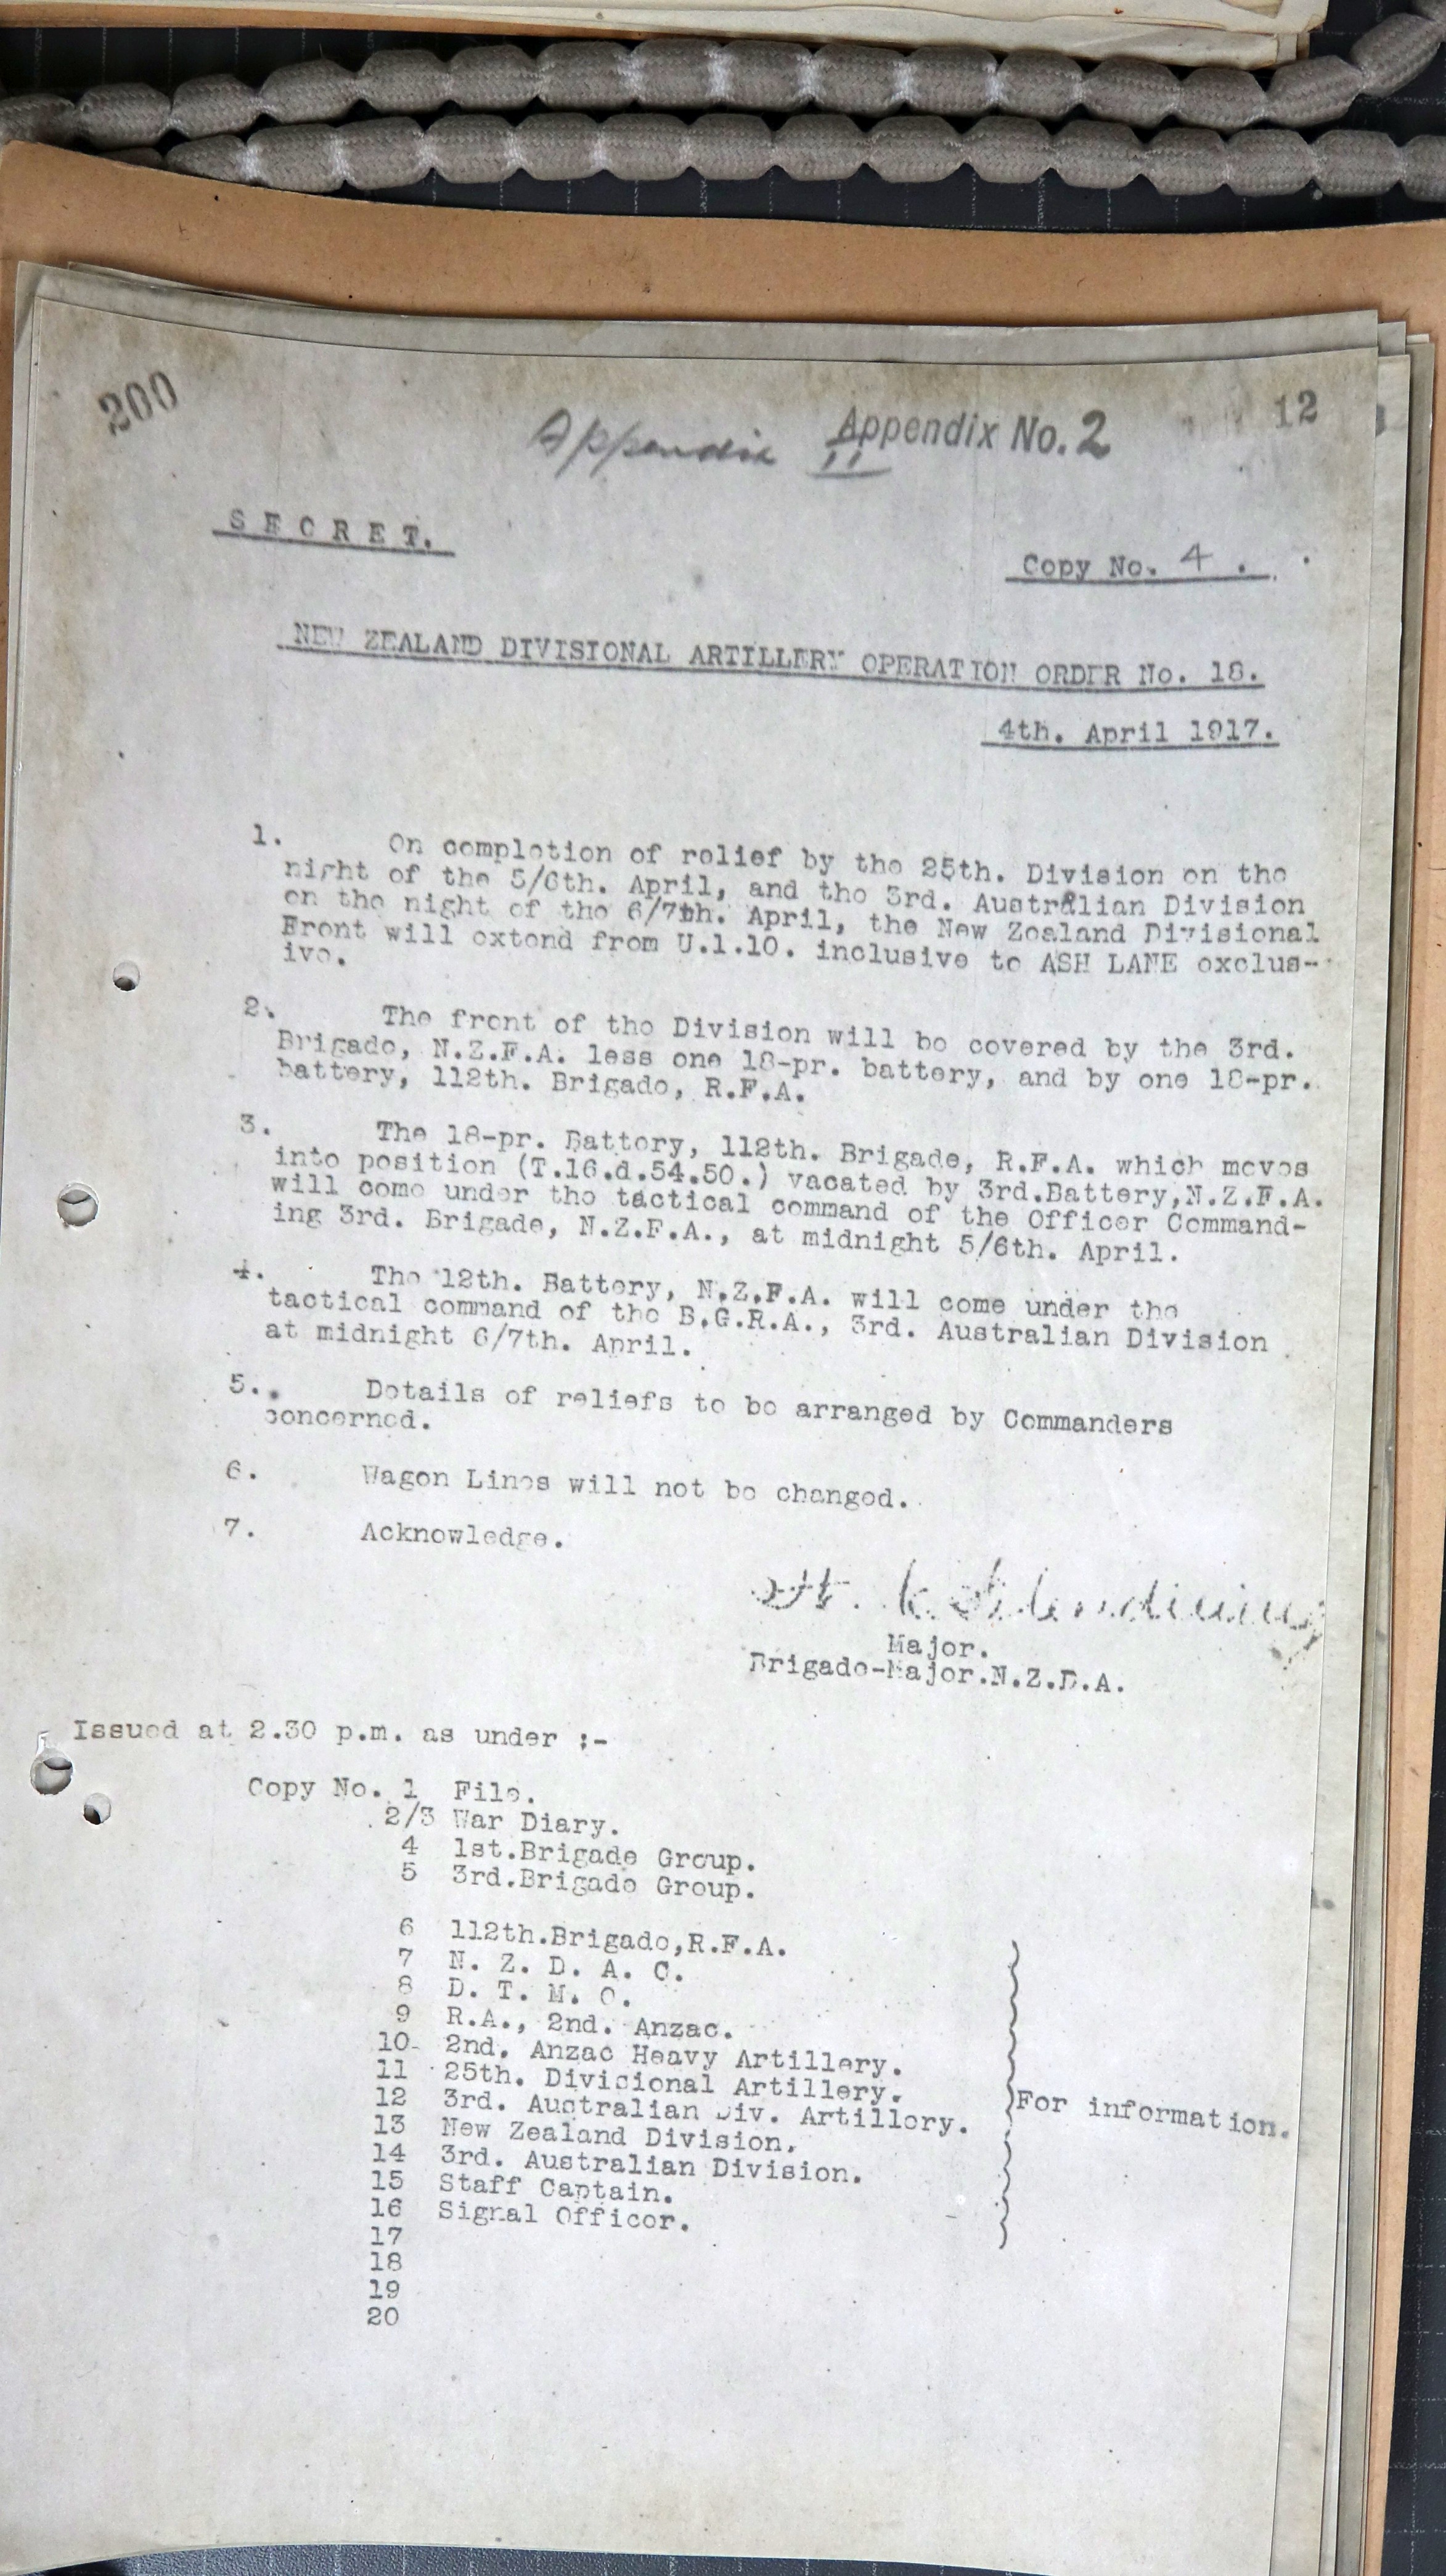 200
12
Appendix II
Appendix No. 2
SECRET.
Copy No. 4.
NEW ZEALAND DIVISIONAL ARTILLERY OPERATION ORDER No. 18.
4th. April 1917.
1. On completion of relief by the 25th. Division on the
night of the 5/6th. April, and the 3rd. Australian Division
on the night of the 6/7th. April, the New Zealand Divisional
Front will extend from U.1.10. inclusive to ASH LANE exclus-
ive.
2. The front of the Division will be covered by the 3rd.
Brigade, N.Z.F.A. less one 18-pr. battery, and by one 18-pr.
battery, 112th. Brigade, R.F.A.
3. The 18-pr. Battery, 112th. Brigade, R.F.A. which moves
into position (T.16.d.54.50.) vacated by 3rd.Battery,N.Z.F.A.
will come under the tactical command of the Officer Command-
ing 3rd. Brigade, N.Z.F.A., at midnight 5/6th. April.
4. The 12th. Battery, N.Z.F.A. will come under the
tactical command of the B.G.R.A., 3rd. Australian Division
at midnight 6/7th. April.
5. Details of reliefs to be arranged by Commanders
concerned.
6. Wagon Lines will not be changed.
7. Acknowledge.
Major.
Brigade-Major.N.Z.D.A.
Issued at 2.30 p.m. as under :-
Copy No. 1 File.
2/3 War Diary.
4 1st.Brigade Group.
5 3rd.Brigade Group.
6 112th.Brigade,R.F.A.
7 N. Z. D. A. C.
8 D. T. M. O.
9 R.A., 2nd. Anzac.
10 2nd. Anzac Heavy Artillery.
11 25th. Divisional Artillery.
12 3rd. Australian Div. Artillery.
For information.
13 New Zealand Division.
14 3rd. Australian Division.
15 Staff Captain.
16 Signal Officer.
17
18
19
20